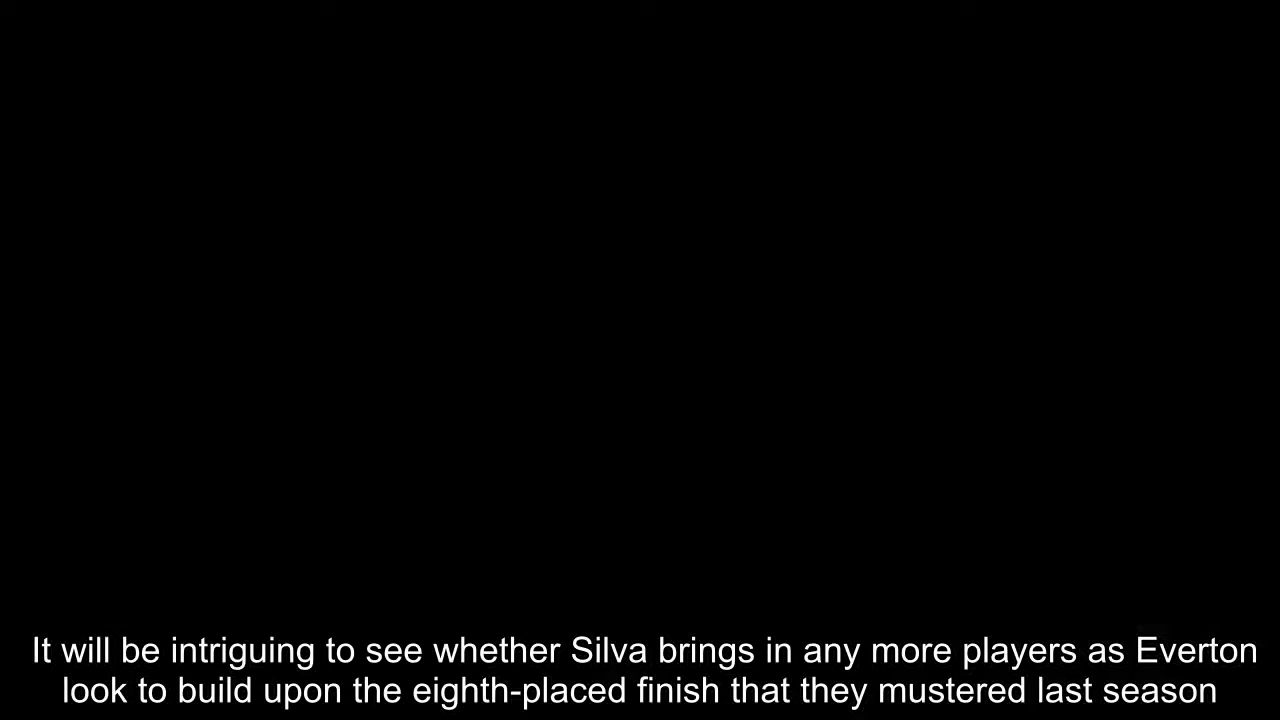 It will be intriguing to see whether Silva brings in any more players as Everton
look to build upon the eighth-placed finish that they mustered last season